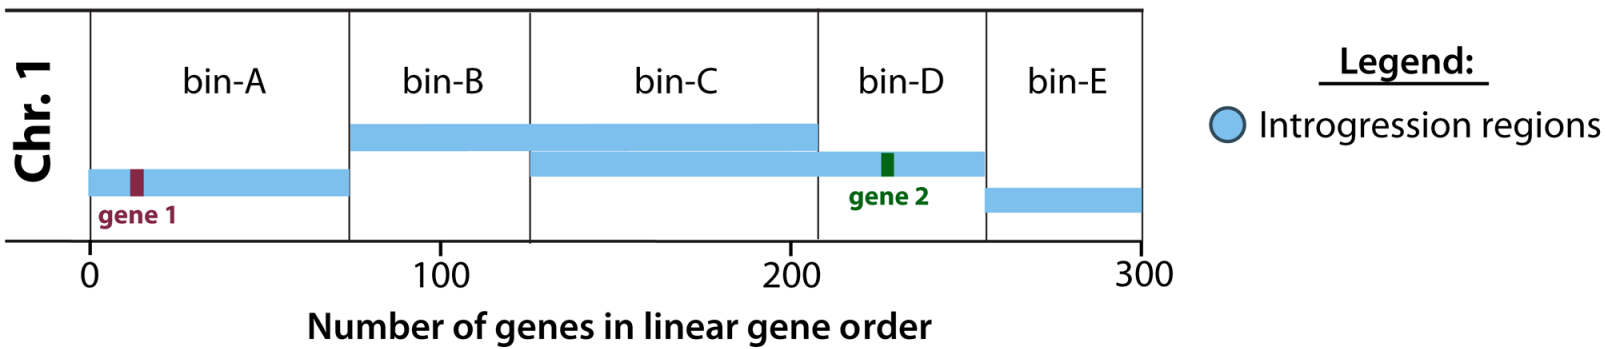 Chr. 1
bin-A
bin-B
bin-C
bin-D
bin-E
gene 1
gene 2
0
100
200
300
Number of genes in linear gene order
Legend:
Introgression regions